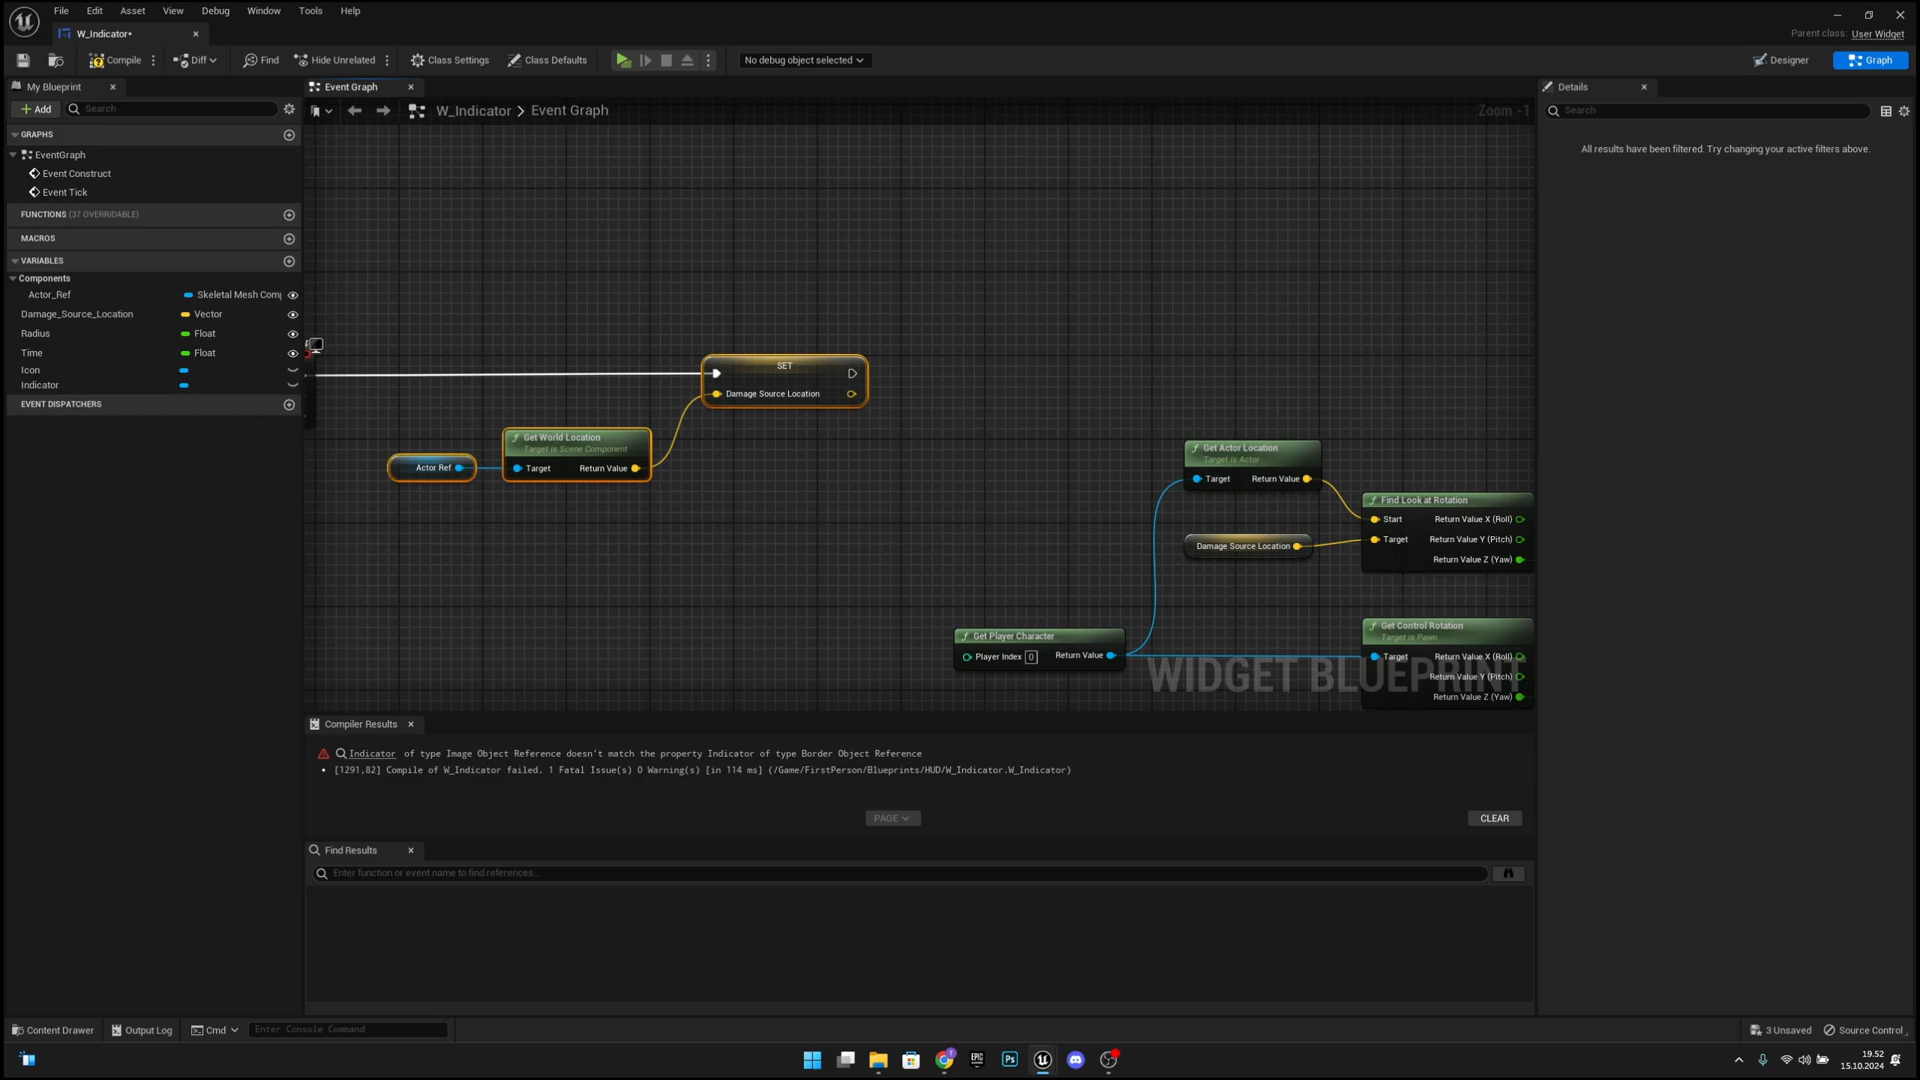 File Edit Asset View Debug Window Tools Help
W_Indicator•
Parent class: User Widget
Compile Diff Find Hide Unrelated Class Settings Class Defaults No debug object selected Designer Graph
My Blueprint
Event Graph
Details
Add Search
W_Indicator > Event Graph
Zoom -1
Search
GRAPHS
EventGraph
Event Construct
Event Tick
FUNCTIONS (37 OVERRIDABLE)
MACROS
VARIABLES
Components
Actor_Ref Skeletal Mesh Comp
Damage_Source_Location Vector
Radius Float
Time Float
Icon
Indicator
EVENT DISPATCHERS
All results have been filtered. Try changing your active filters above.
SET
Damage Source Location
Get World Location
Target is Scene Component
Target Return Value
Actor Ref
Get Actor Location
Target is Actor
Target Return Value
Find Look at Rotation
Start Return Value X (Roll)
Target Return Value Y (Pitch)
Return Value Z (Yaw)
Damage Source Location
Get Player Character
Player Index 0 Return Value
Get Control Rotation
Target is Pawn
Target Return Value X (Roll)
Return Value Y (Pitch)
Return Value Z (Yaw)
WIDGET BLUEPRINT
Compiler Results
Indicator of type Image Object Reference doesn't match the property Indicator of type Border Object Reference
• [1291,82] Compile of W_Indicator failed. 1 Fatal Issue(s) 0 Warning(s) [in 114 ms] (/Game/FirstPerson/Blueprints/HUD/W_Indicator.W_Indicator)
PAGE
CLEAR
Find Results
Enter function or event name to find references...
Content Drawer Output Log Cmd Enter Console Command
3 Unsaved Source Control
EPIC
Ps
19.52
15.10.2024